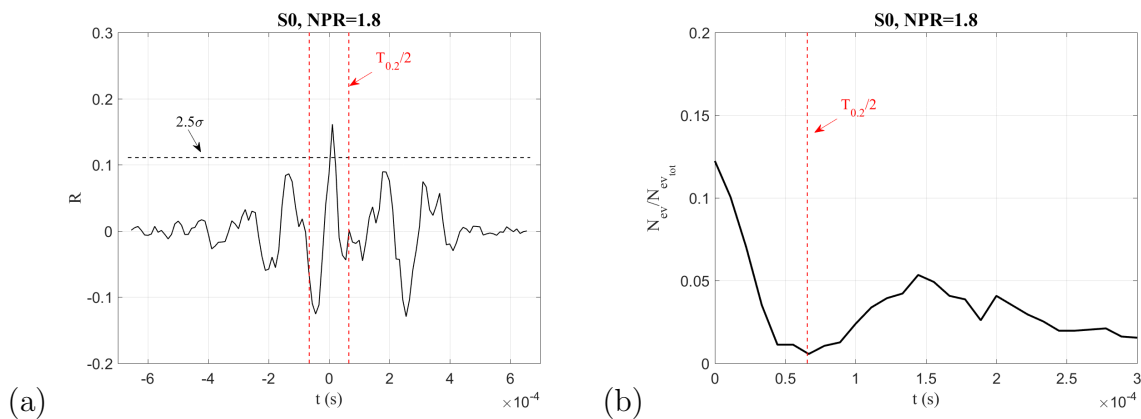 S0, NPR=1.8
0.3
0.2
0.1
0
-0.1
-0.2
R
T0.2/2
2.5σ
-6
-4
-2
0
2
4
6
t (s)
×10-4
(a)
S0, NPR=1.8
0.2
0.15
0.1
0.05
0
Nev/Nevtot
T0.2/2
0
0.5
1
1.5
2
2.5
3
t (s)
×10-4
(b)